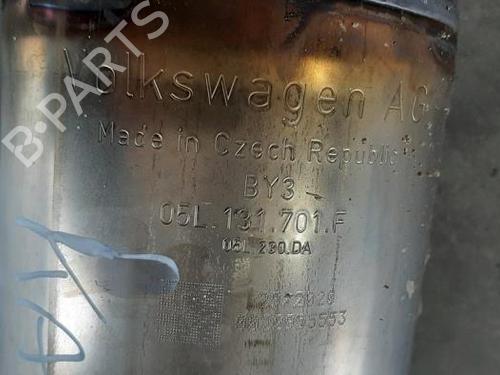 B-PARTS
Volkswagen AG
Made in Czech Republic
BY3
05L.131.701.F
05L.230.DA